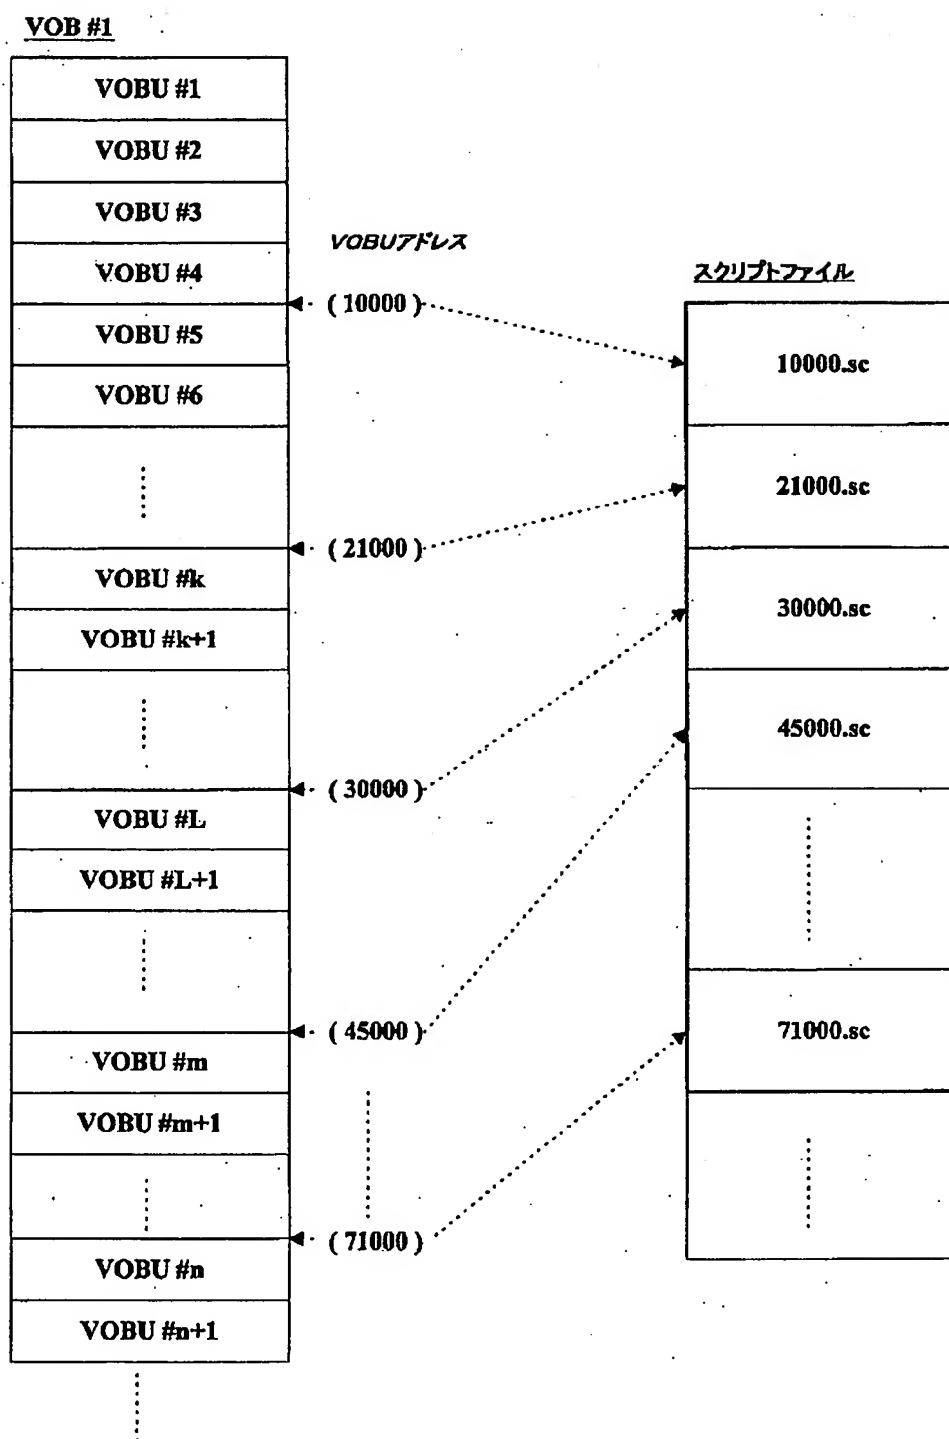 VOB #1
VOBU #1
VOBU #2
VOBU #3
VOBU #4
VOBU #5
VOBU #6
VOBU #k
VOBU #k+1
VOBU #L
VOBU #L+1
VOBU #m
VOBU #m+1
VOBU #n
VOBU #n+1
VOBUアドレス
( 10000 )
( 21000 )
( 30000 )
( 45000 )
( 71000 )
スクリプトファイル
10000.sc
21000.sc
30000.sc
45000.sc
71000.sc